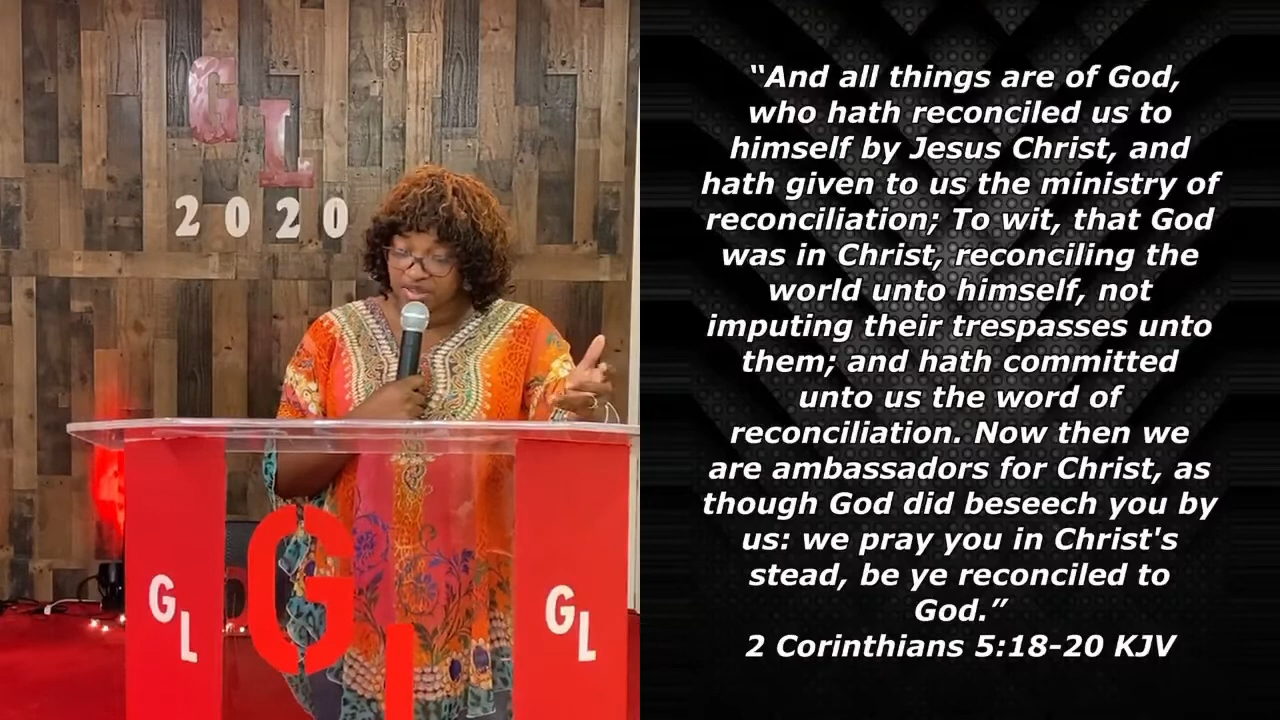 G
L
2020
G
L
G
L
G
L
“And all things are of God,
who hath reconciled us to
himself by Jesus Christ, and
hath given to us the ministry of
reconciliation; To wit, that God
was in Christ, reconciling the
world unto himself, not
imputing their trespasses unto
them; and hath committed
unto us the word of
reconciliation. Now then we
are ambassadors for Christ, as
though God did beseech you by
us: we pray you in Christ's
stead, be ye reconciled to
God.”
2 Corinthians 5:18-20 KJV